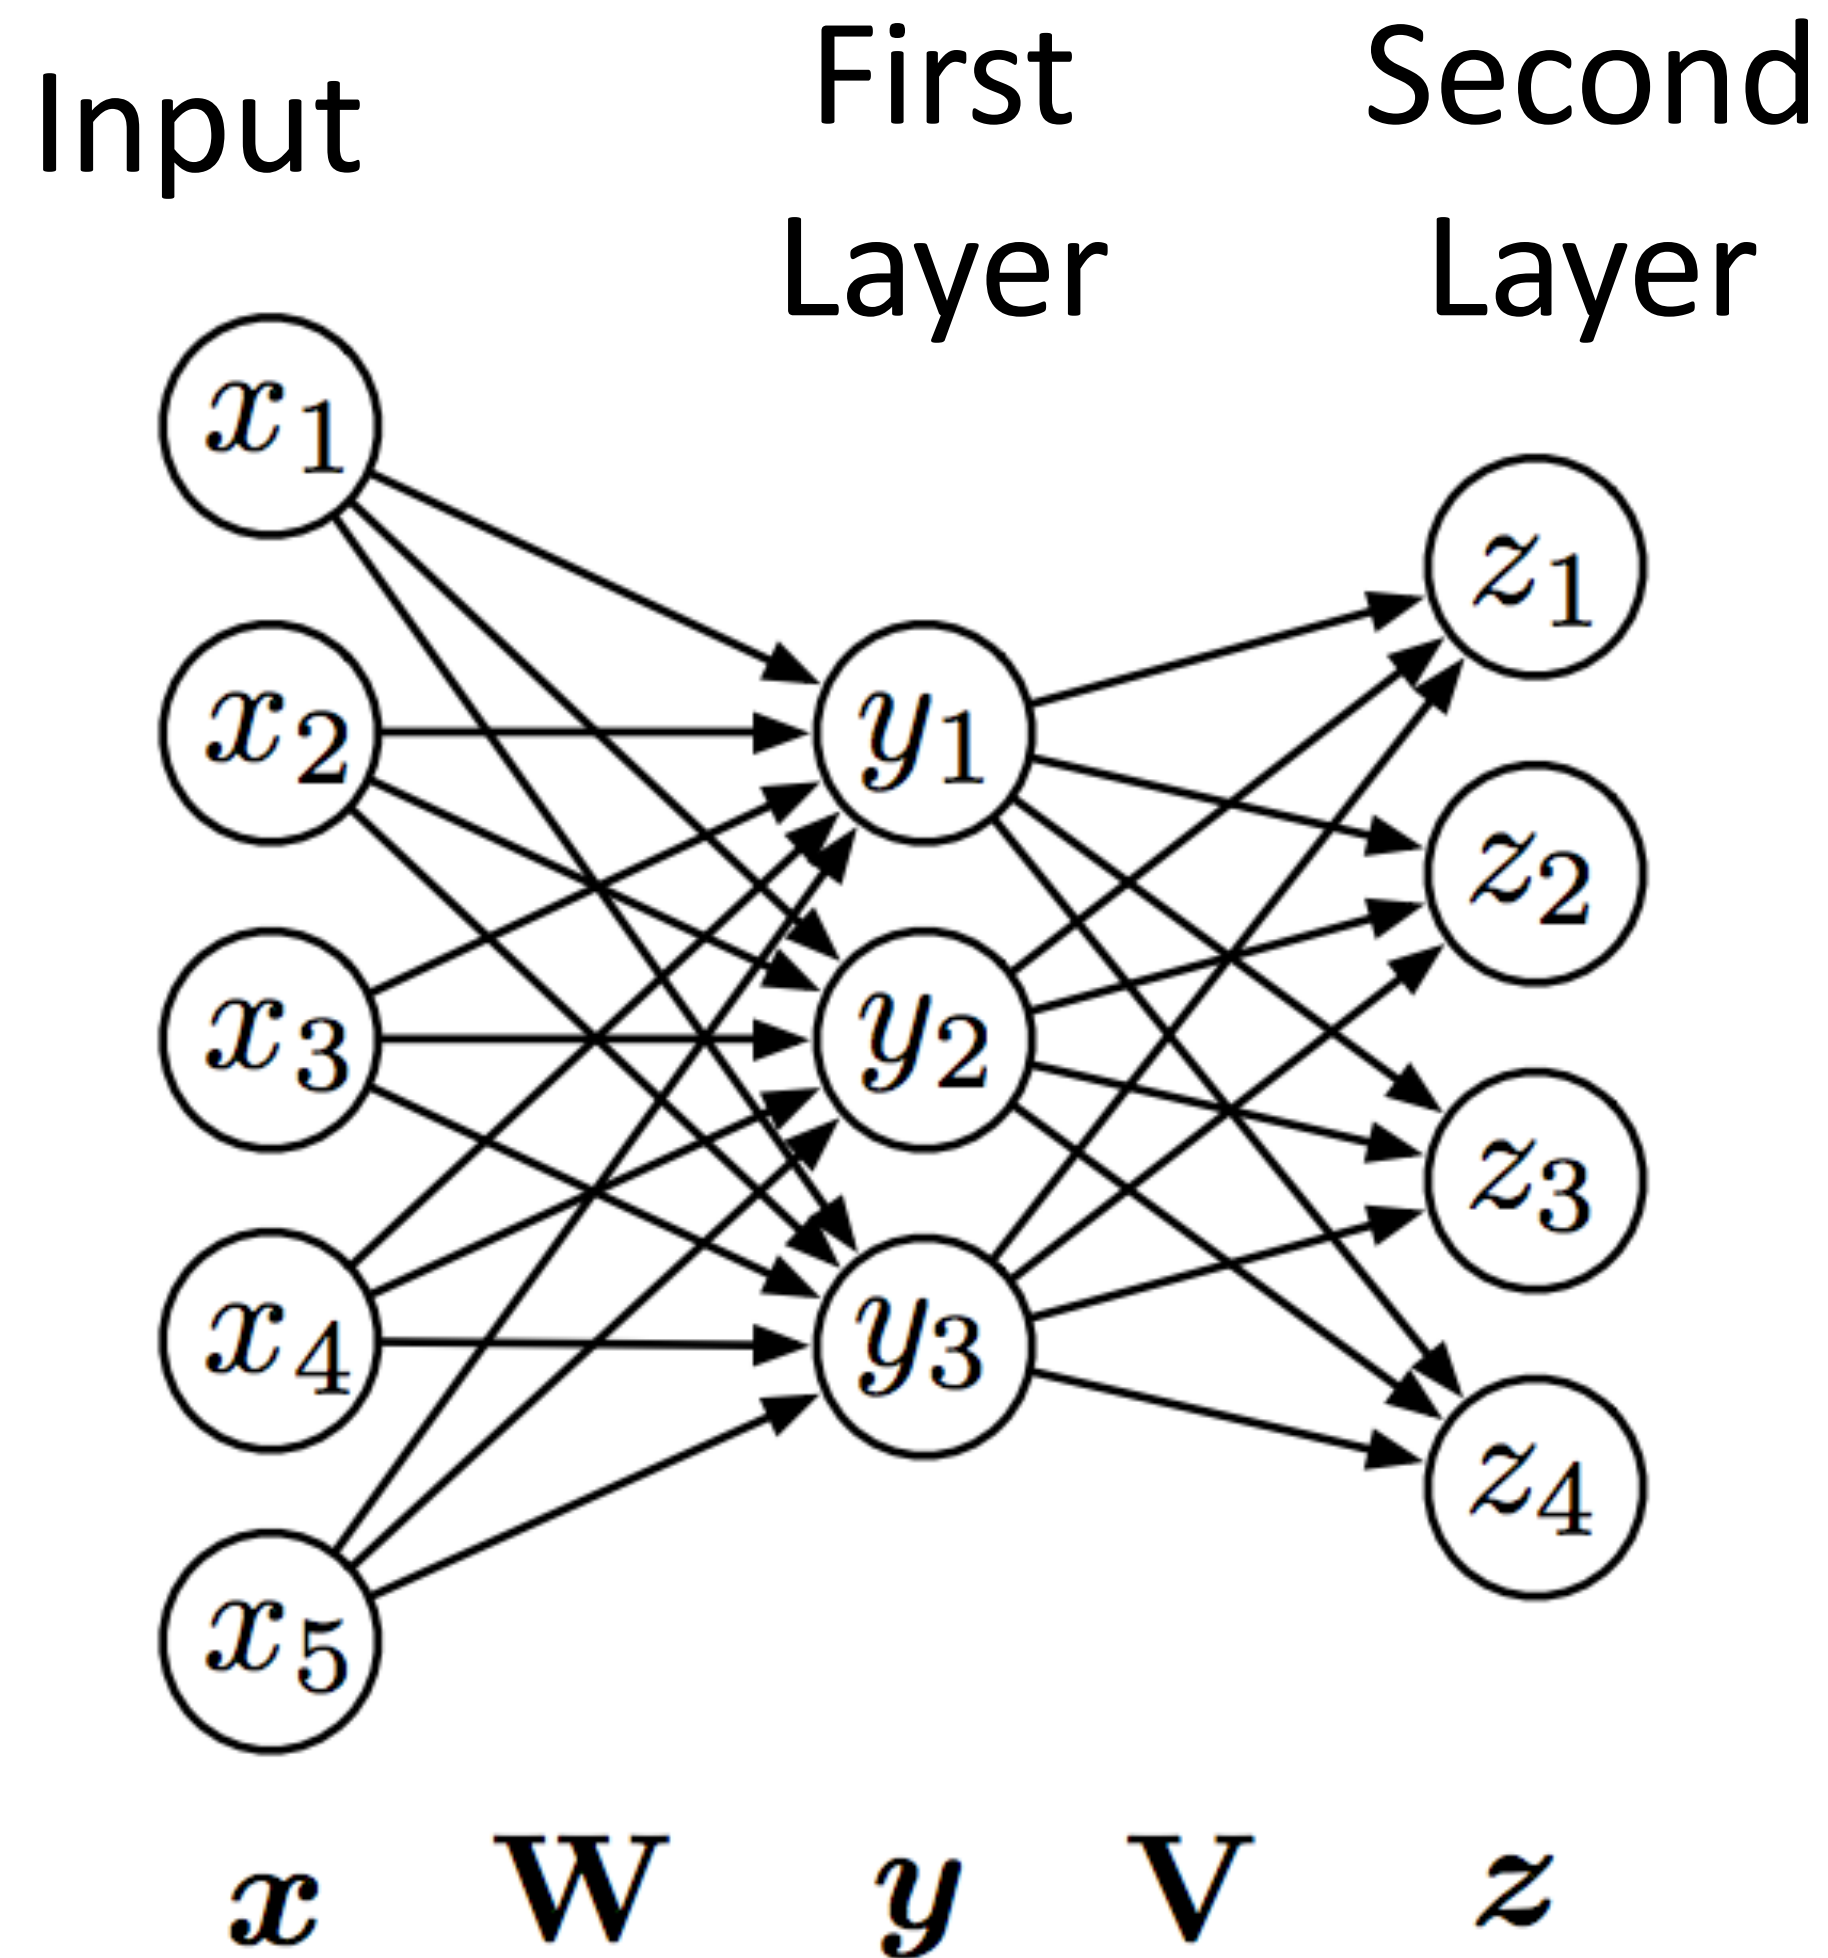 Input
First
Layer
Second
Layer
x1
x2
x3
x4
x5
y1
y2
y3
z1
z2
z3
z4
x W y V z